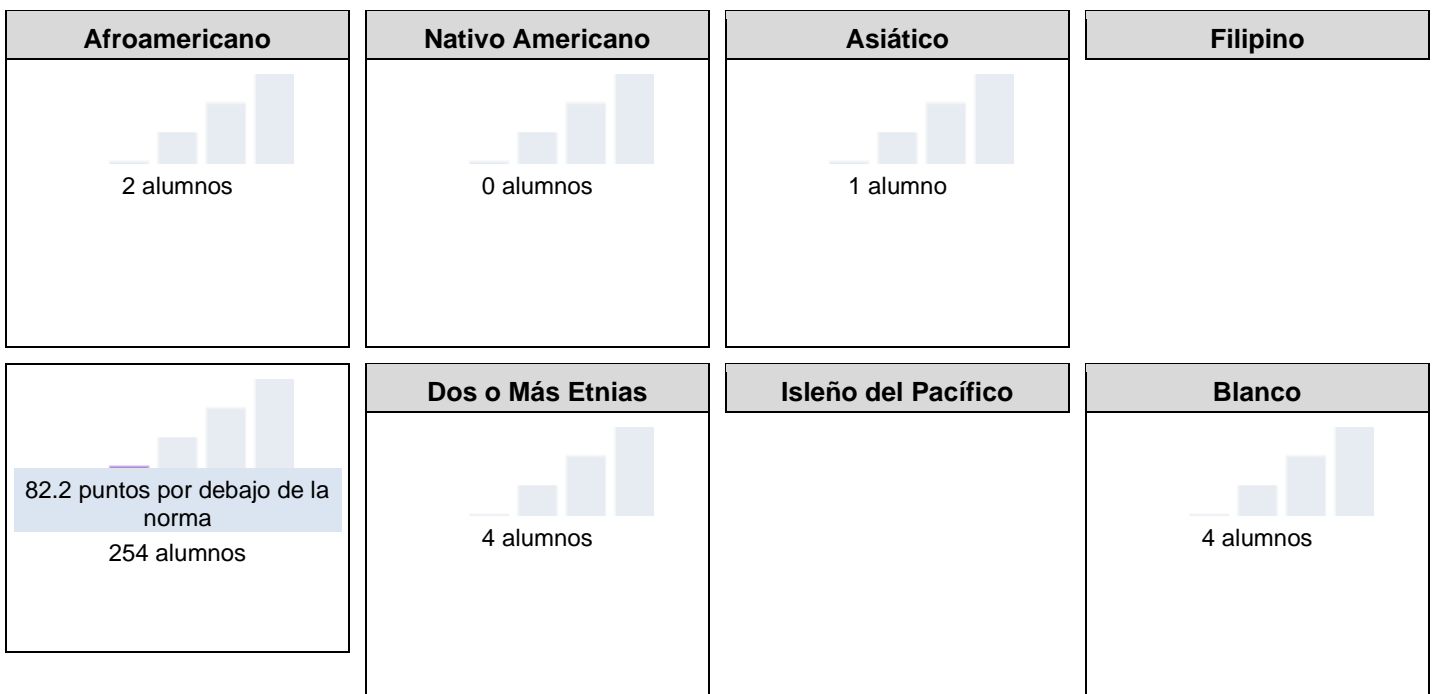 Afroamericano
Nativo Americano
Asiático
Filipino
2 alumnos
0 alumnos
1 alumno
Dos o Más Etnias
Isleño del Pacífico
Blanco
82.2 puntos por debajo de la
norma
254 alumnos
4 alumnos
4 alumnos